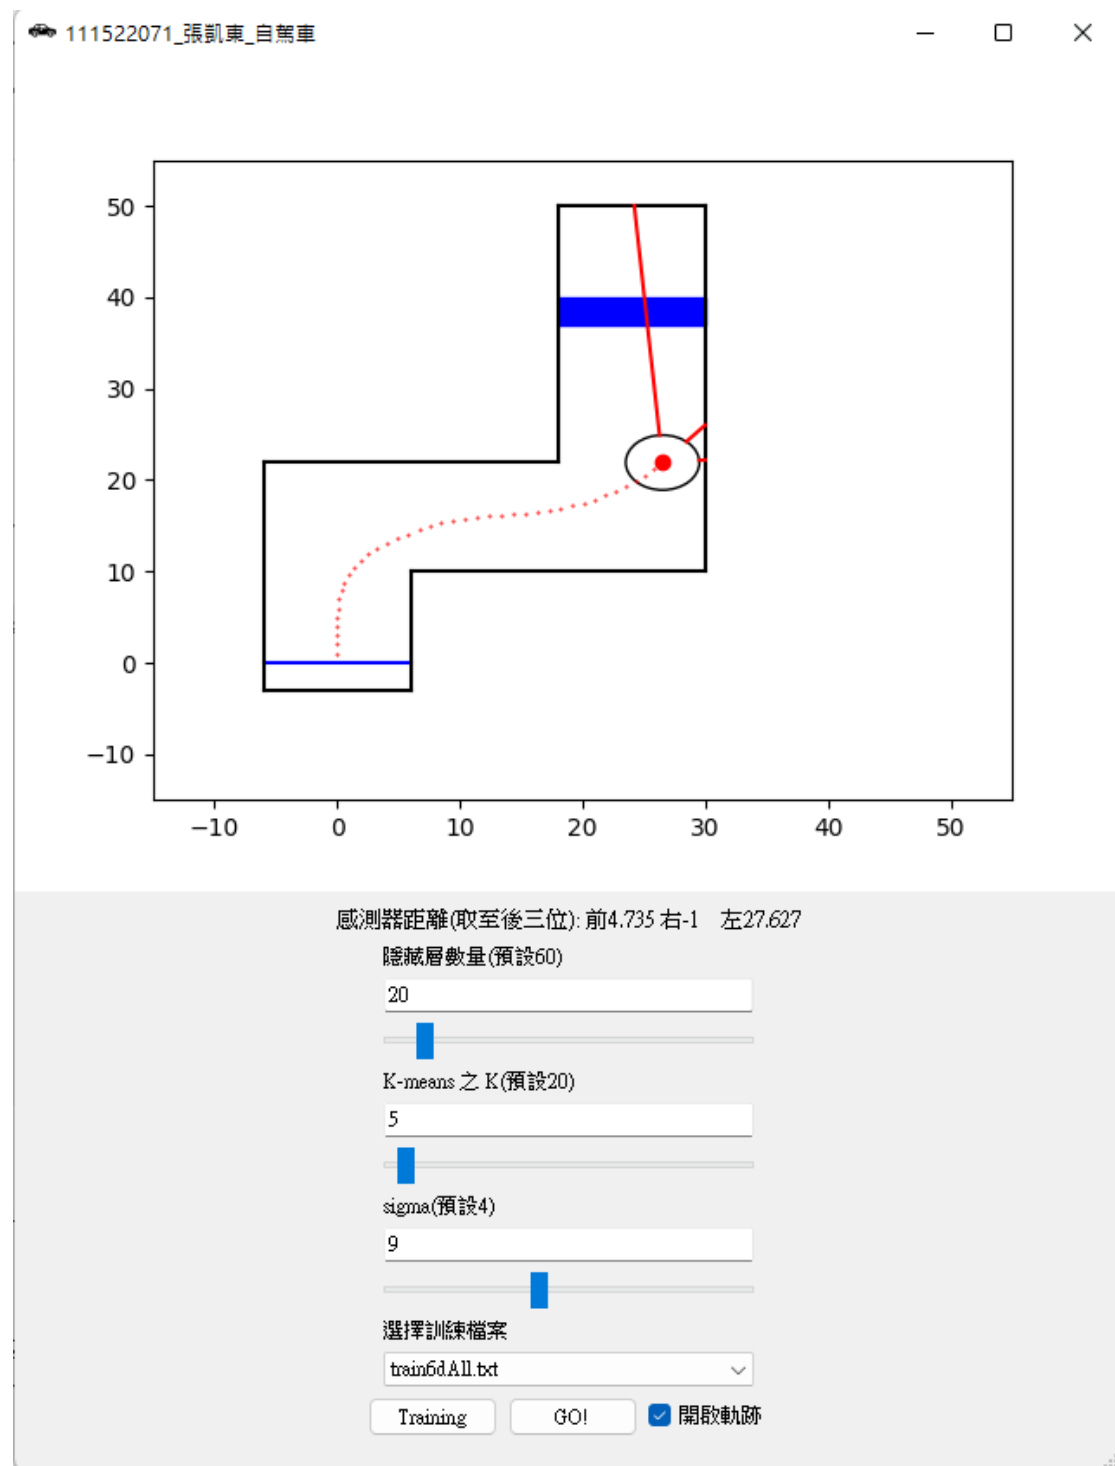 111522071_張凱東_自駕車
50
40
30
20
10
0
−10
−10 0 10 20 30 40 50
感測器距離(取至後三位): 前4.735 右-1 左27.627
隱藏層數量(預設60)
20
K-means 之 K(預設20)
5
sigma(預設4)
9
選擇訓練檔案
train6dAll.txt
Training GO! 開啟軌跡